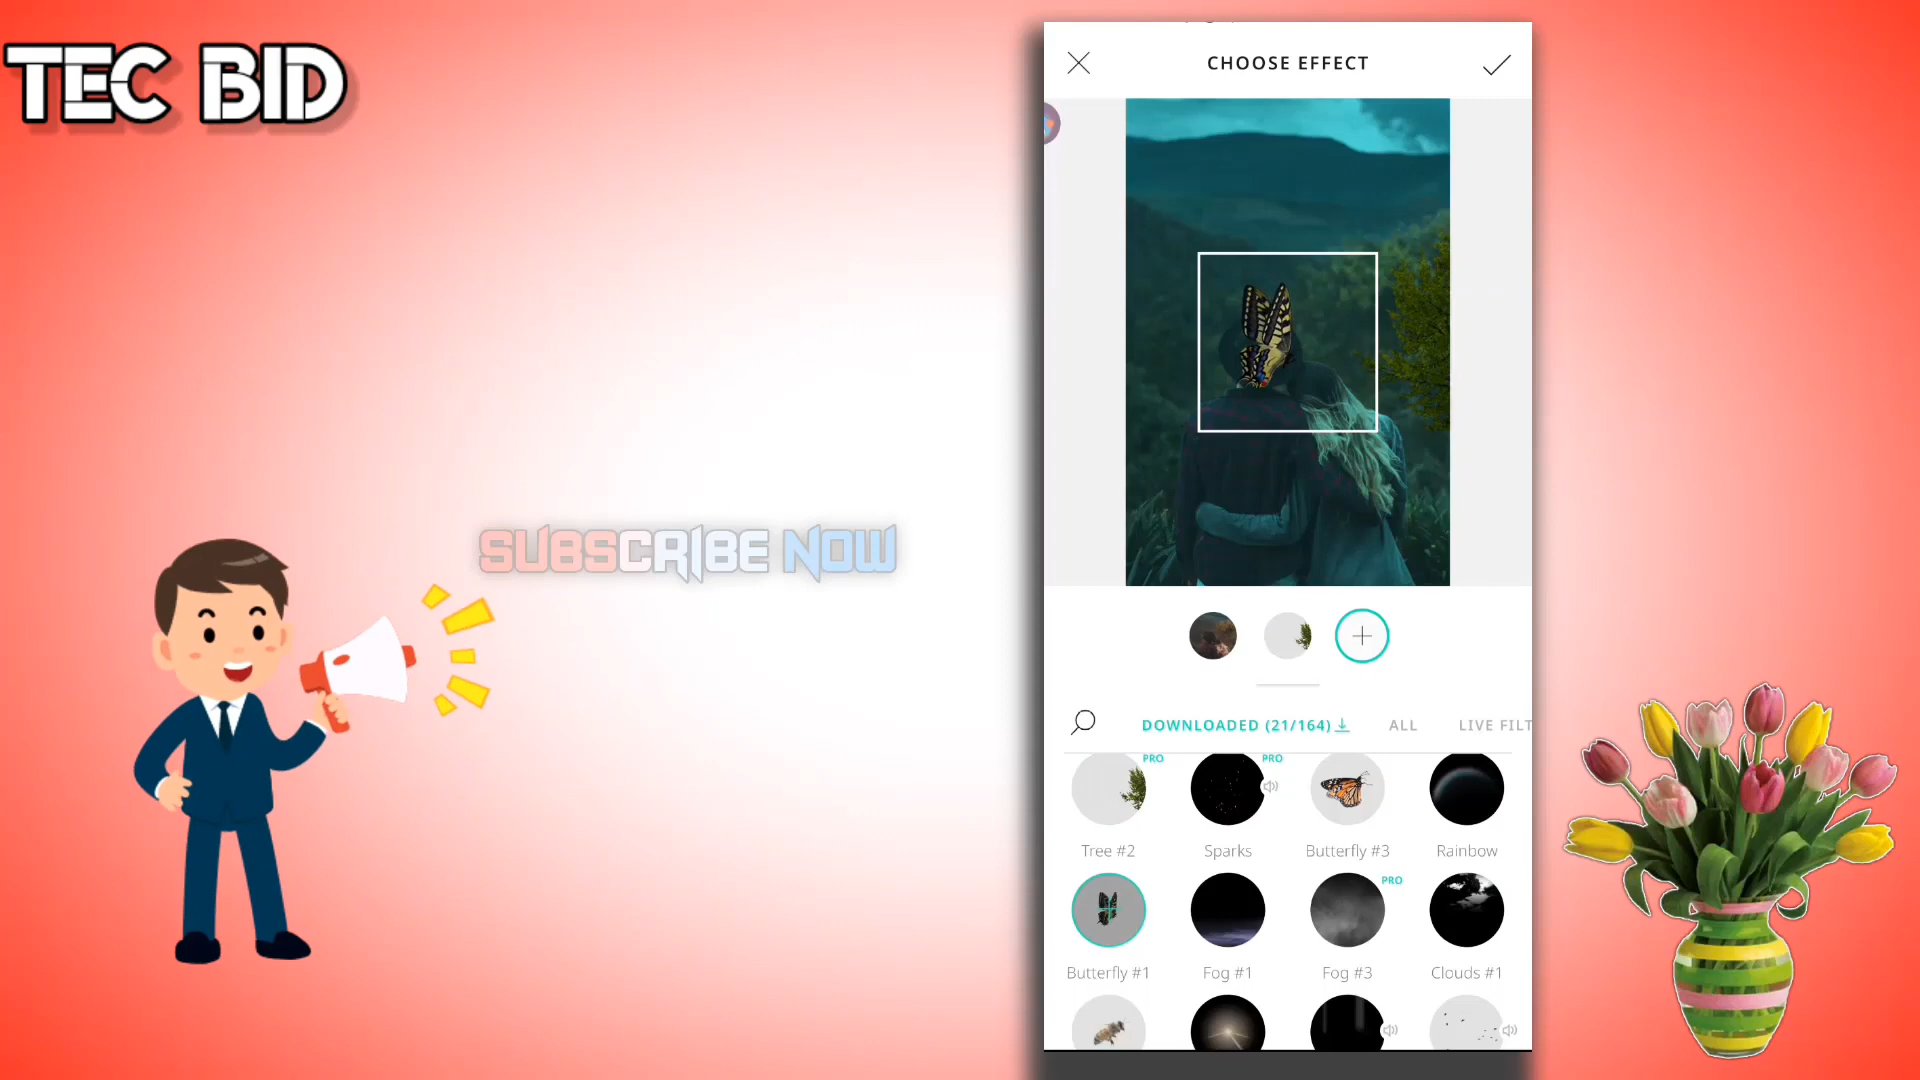 TEC BID
CHOOSE EFFECT
SUBSCRIBE NOW
DOWNLOADED (21/164) ALL LIVE FILT
PRO PRO
Tree #2 Sparks Butterfly #3 Rainbow
PRO
Butterfly #1 Fog #1 Fog #3 Clouds #1